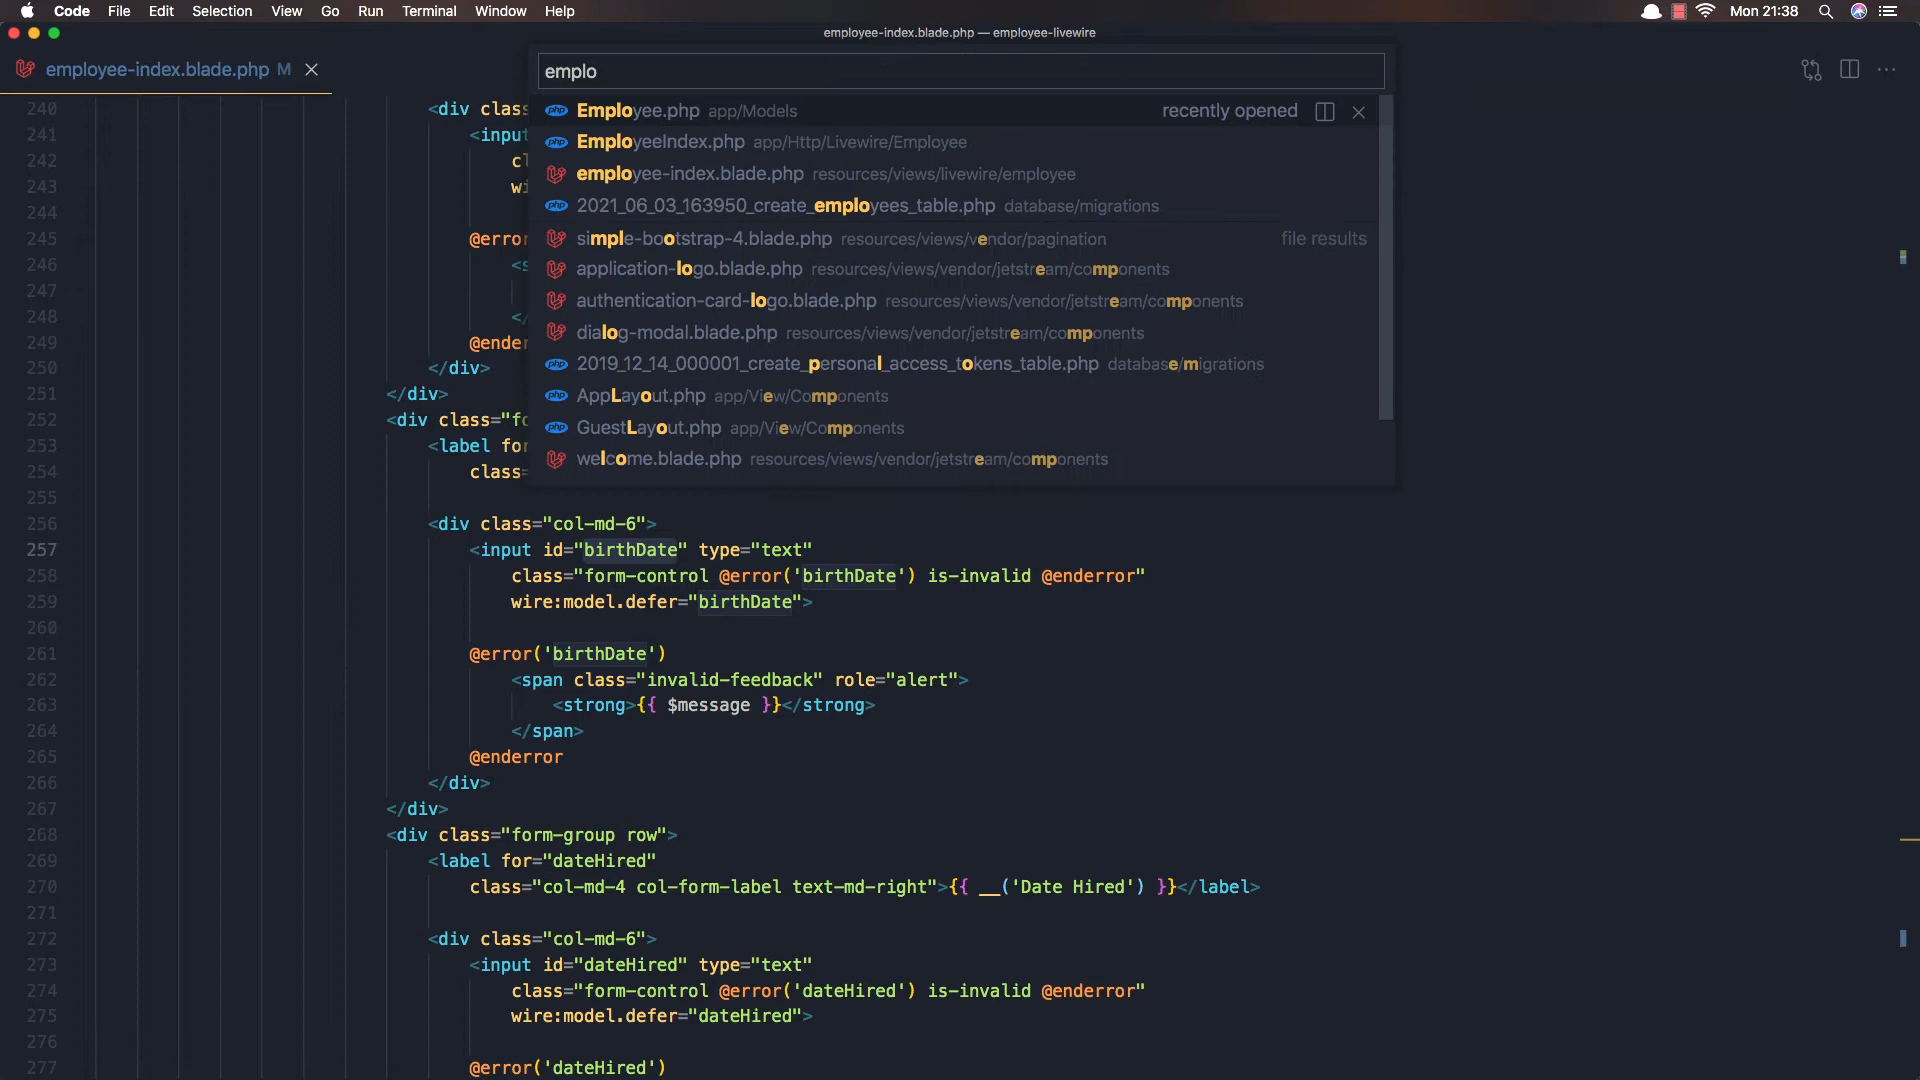 Code File Edit Selection View Go Run Terminal Window Help Mon 21:38
employee-index.blade.php — employee-livewire
employee-index.blade.php M
emplo
Employee.php app/Models recently opened
EmployeeIndex.php app/Http/Livewire/Employee
employee-index.blade.php resources/views/livewire/employee
2021_06_03_163950_create_employees_table.php database/migrations
simple-bootstrap-4.blade.php resources/views/vendor/pagination file results
application-logo.blade.php resources/views/vendor/jetstream/components
authentication-card-logo.blade.php resources/views/vendor/jetstream/components
dialog-modal.blade.php resources/views/vendor/jetstream/components
2019_12_14_000001_create_personal_access_tokens_table.php database/migrations
AppLayout.php app/View/Components
GuestLayout.php app/View/Components
welcome.blade.php resources/views/vendor/jetstream/components
240 <div clas
241 <input
242 cl
243 wi
244
245 @error
246 <s
247
248 </
249 @ender
250 </div>
251 </div>
252 <div class="fo
253 <label for
254 class=
255
256 <div class="col-md-6">
257 <input id="birthDate" type="text"
258 class="form-control @error('birthDate') is-invalid @enderror"
259 wire:model.defer="birthDate">
260
261 @error('birthDate')
262 <span class="invalid-feedback" role="alert">
263 <strong>{{ $message }}</strong>
264 </span>
265 @enderror
266 </div>
267 </div>
268 <div class="form-group row">
269 <label for="dateHired"
270 class="col-md-4 col-form-label text-md-right">{{ __('Date Hired') }}</label>
271
272 <div class="col-md-6">
273 <input id="dateHired" type="text"
274 class="form-control @error('dateHired') is-invalid @enderror"
275 wire:model.defer="dateHired">
276
277 @error('dateHired')